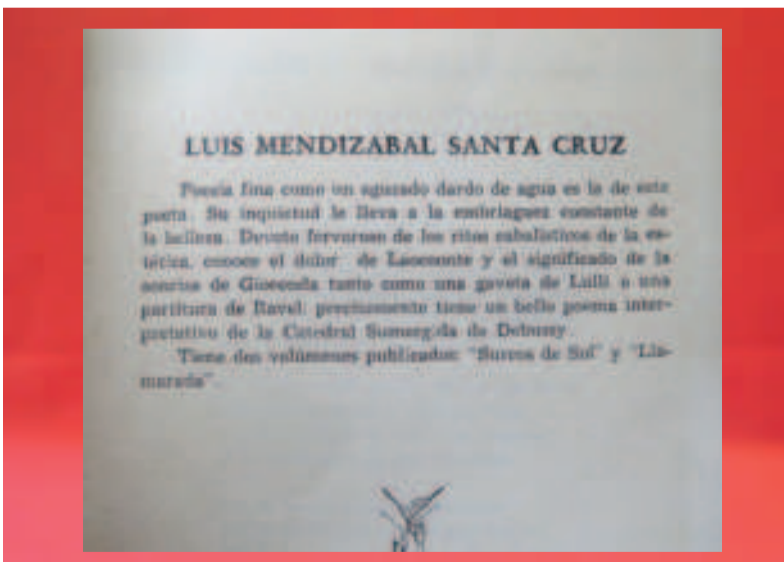 LUIS MENDIZABAL SANTA CRUZ
Poesía fina como un aguzado dardo de agua es la de este
poeta. Su inquietud le lleva a la embriaguez constante de
la belleza. Devoto fervoroso de los ritos cabalísticos de la es-
tética, conoce el dolor de Laoconte y el significado de la
sonrisa de Gioconda tanto como una gavota de Lulli o una
partitura de Ravel; precisamente tiene un bello poema inter-
pretativo de la Catedral Sumergida de Debussy.
Tiene dos volúmenes publicados: "Surcos de Sol" y "Lla-
marada".